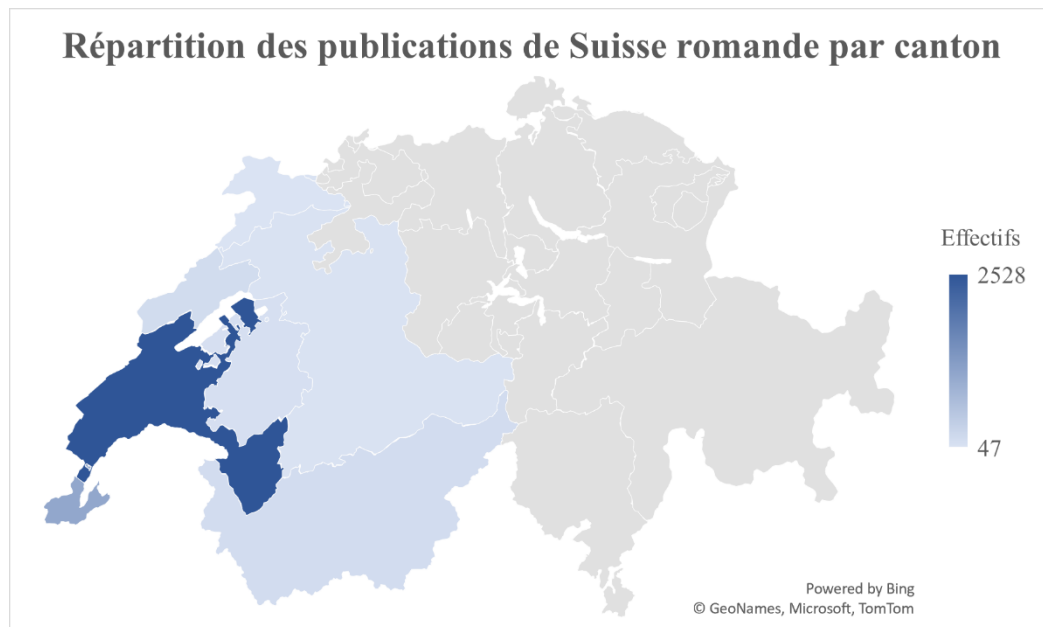 Répartition des publications de Suisse romande par canton
Effectifs
2528
47
Powered by Bing
© GeoNames, Microsoft, TomTom